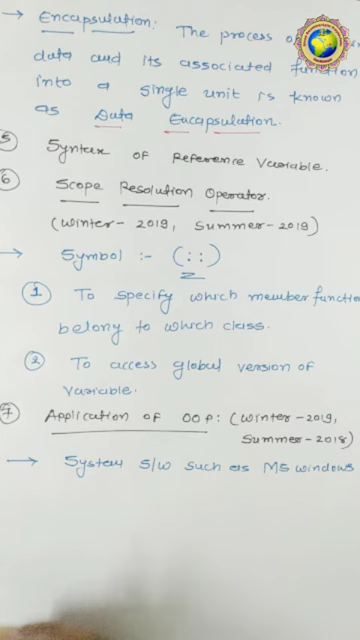 → Encapsulation: The process o
data and its associated function
into a single unit is known
as Data Encapsulation.
5 Syntax of Reference Variable.
6 Scope Resolution Operator.
(Winter-2019, Summer-2019)
→ Symbol :- (::)
1 To specify which member function
belong to which class.
2 To access global version of
variable.
7 Application of OOP: (Winter-2019,
Summer-2018)
→ System S/w such as MS windows